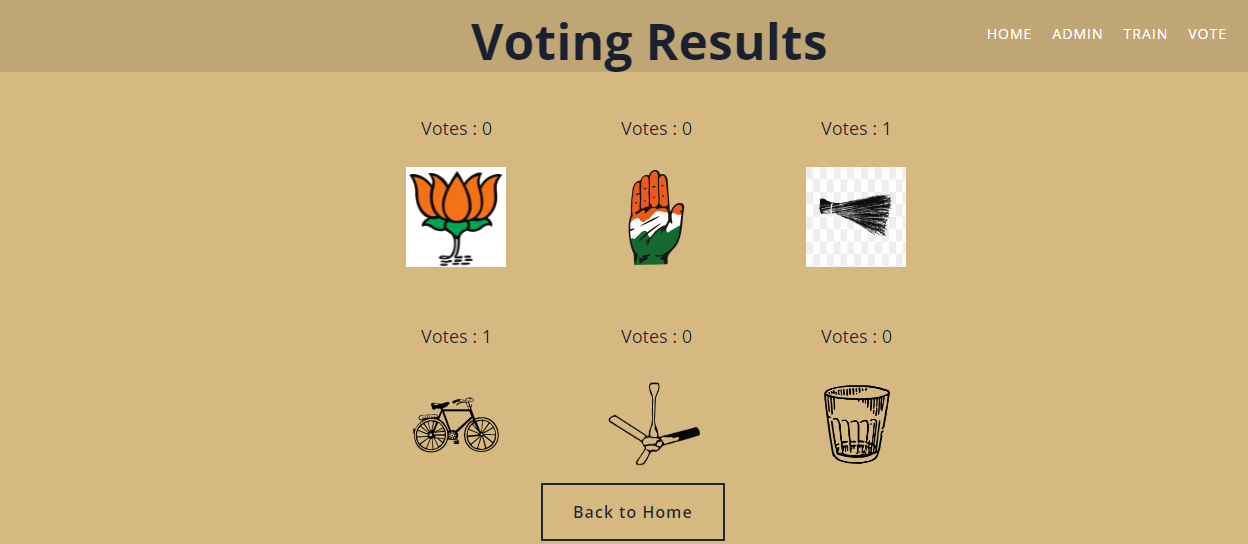 Voting Results
HOME ADMIN TRAIN VOTE
Votes : 0 Votes : 0 Votes : 1
Votes : 1 Votes : 0 Votes : 0
Back to Home